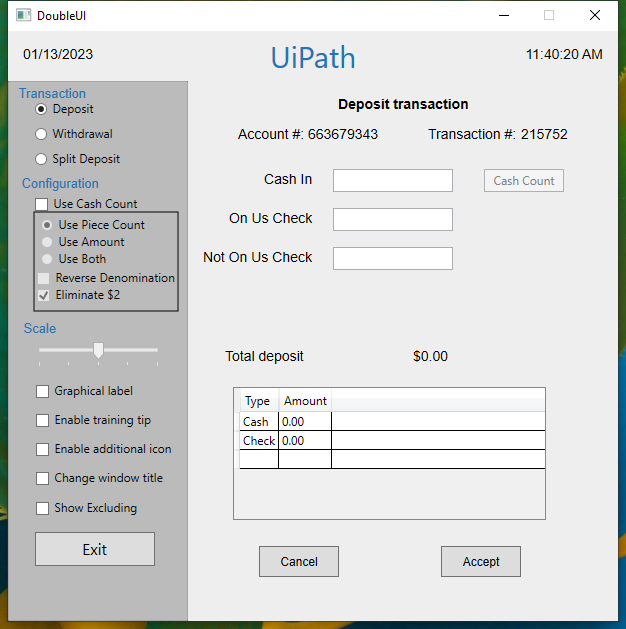 DoubleUI
01/13/2023
UiPath
11:40:20 AM
Transaction
Deposit
Withdrawal
Split Deposit
Configuration
Use Cash Count
Use Piece Count
Use Amount
Use Both
Reverse Denomination
Eliminate $2
Scale
Graphical label
Enable training tip
Enable additional icon
Change window title
Show Excluding
Exit
Deposit transaction
Account #: 663679343 Transaction #: 215752
Cash In Cash Count
On Us Check
Not On Us Check
Total deposit $0.00
Type Amount
Cash 0.00
Check 0.00
Cancel Accept